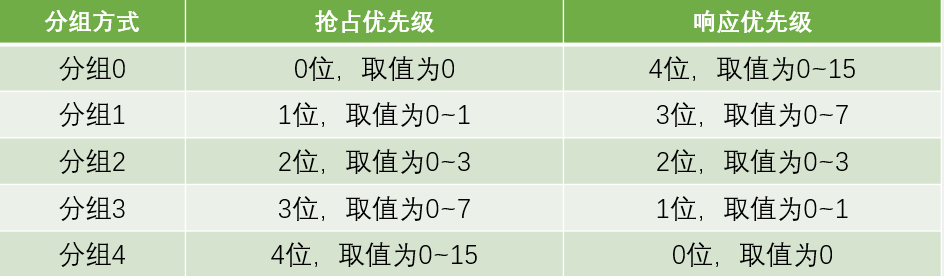 分组方式 抢占优先级 响应优先级
分组0 0位，取值为0 4位，取值为0~15
分组1 1位，取值为0~1 3位，取值为0~7
分组2 2位，取值为0~3 2位，取值为0~3
分组3 3位，取值为0~7 1位，取值为0~1
分组4 4位，取值为0~15 0位，取值为0